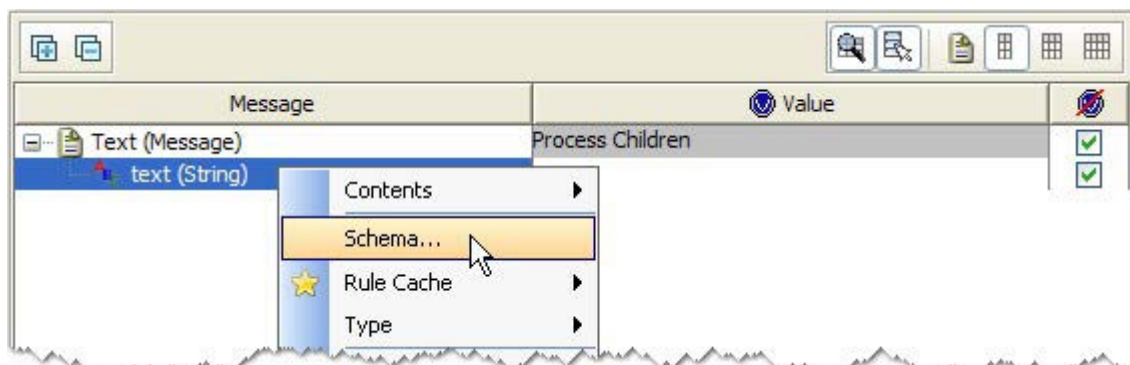 Message Value
Text (Message) Process Children
text (String)
Contents
Schema...
Rule Cache
Type